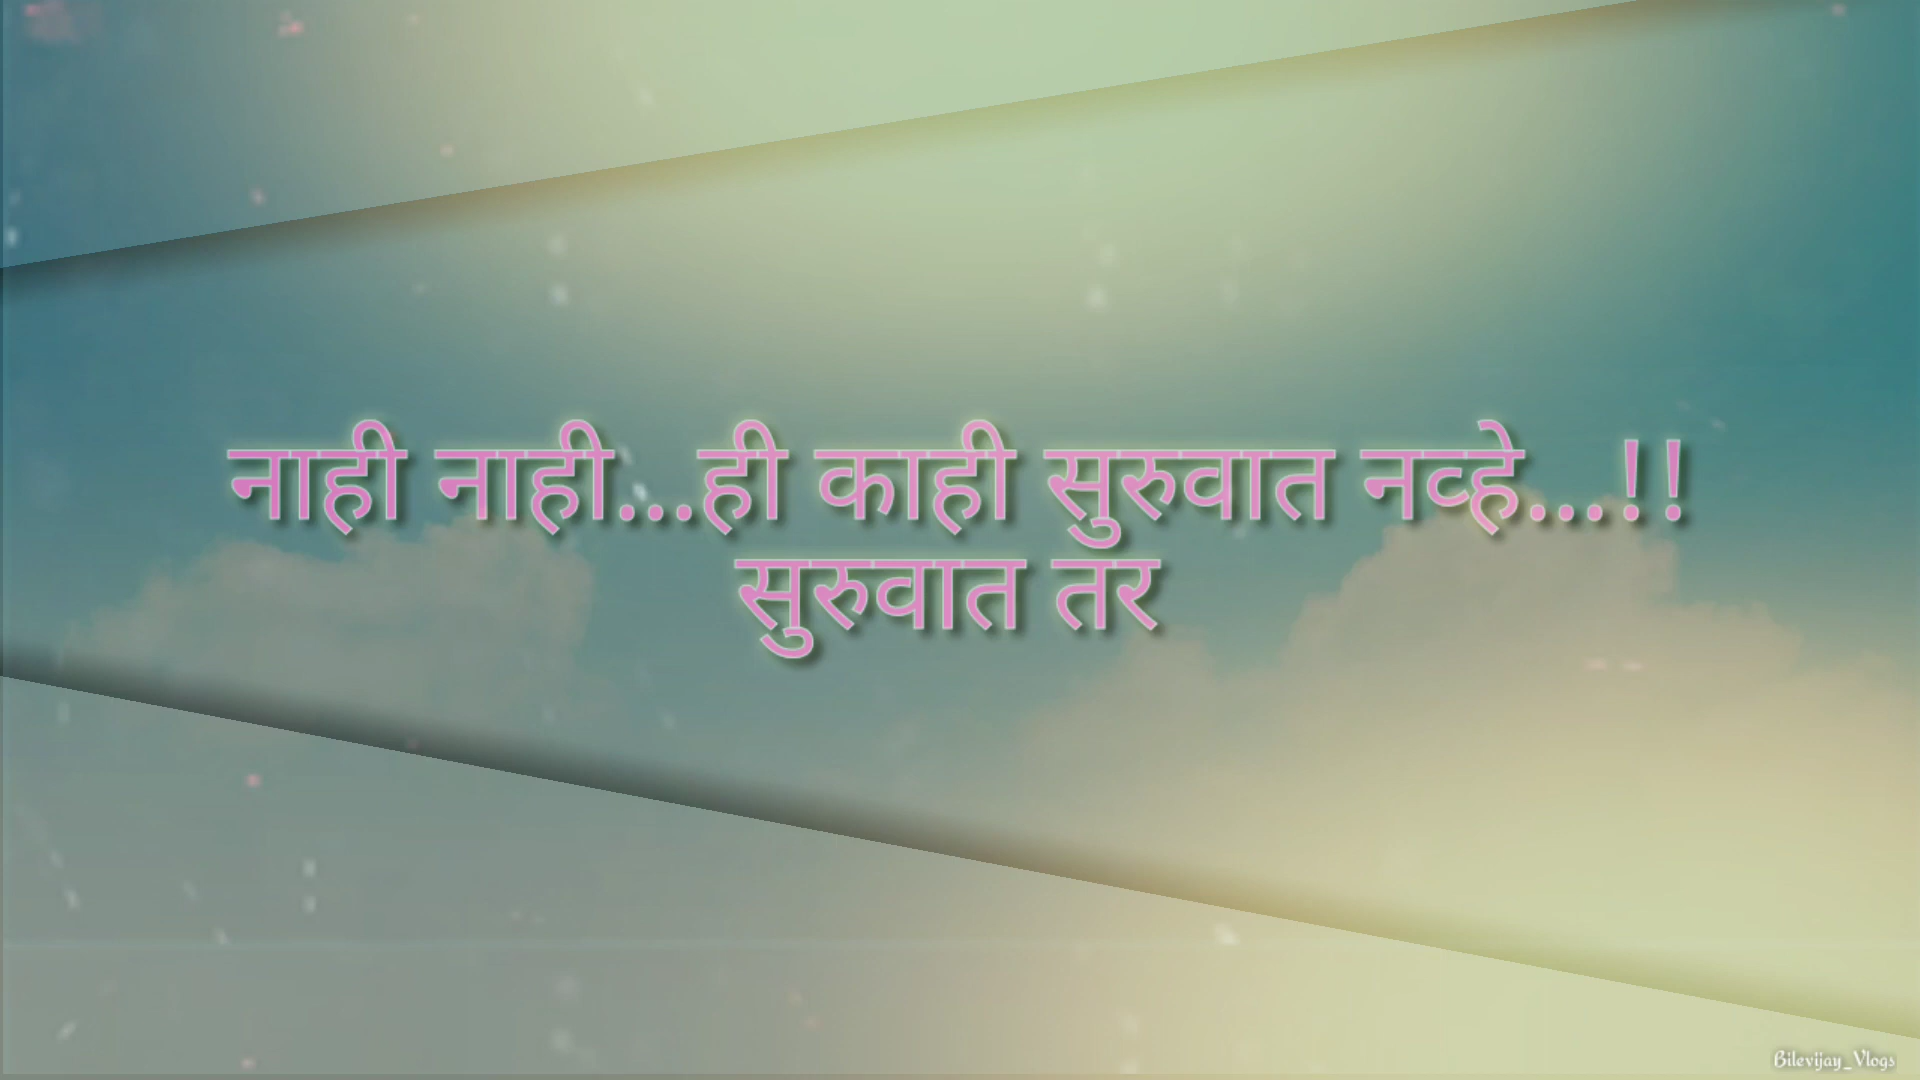 नाही नाही...ही काही सुरुवात नव्हे...!!
सुरुवात तर
Bilevijay_Vlogs